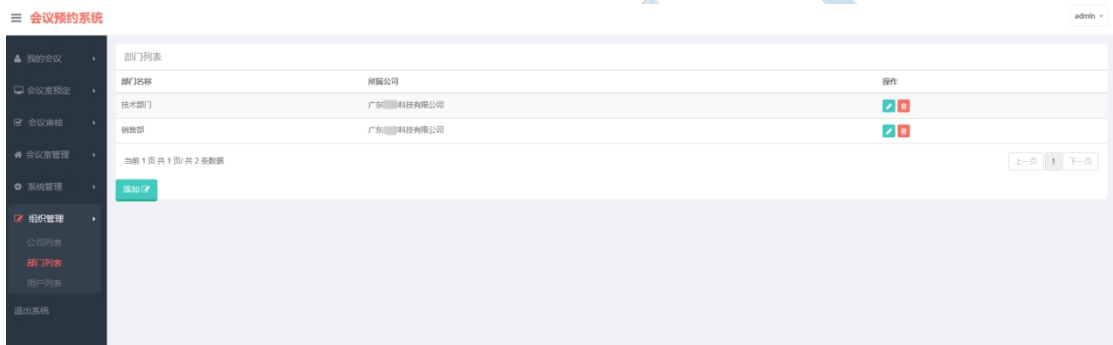 会议预约系统
admin
我的会议
会议室预定
会议审核
会议室管理
系统管理
组织管理
公司列表
部门列表
用户列表
退出系统
部门列表
部门名称 所属公司 操作
技术部门 广东 科技有限公司
销售部 广东 科技有限公司
当前 1 页 共 1 页/ 共 2 条数据
上一页 1 下一页
添加